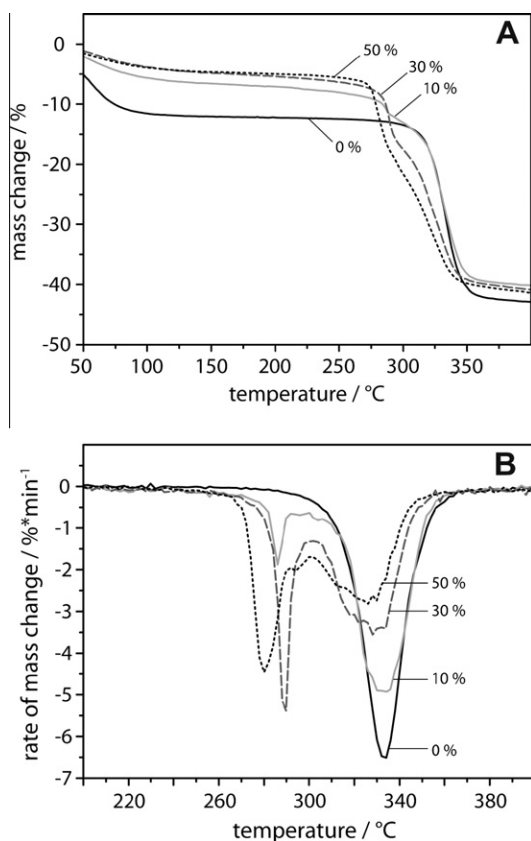 A
0
-10
-20
-30
-40
-50
mass change / %
50 %
30 %
10 %
0 %
50 100 150 200 250 300 350
temperature / °C
B
0
-1
-2
-3
-4
-5
-6
-7
rate of mass change / %*min⁻¹
50 %
30 %
10 %
0 %
220 260 300 340 380
temperature / °C